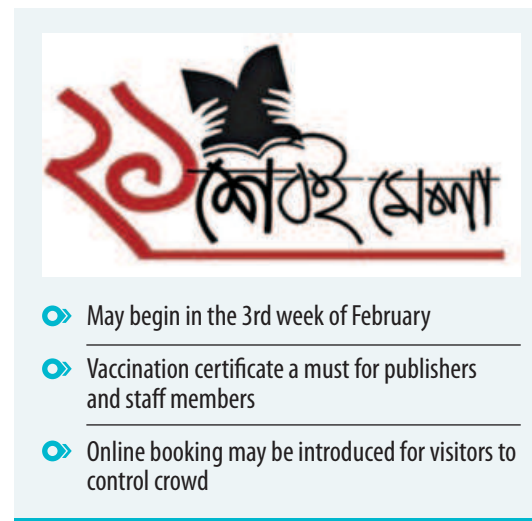 ২১
শে বই মেলা
May begin in the 3rd week of February
Vaccination certificate a must for publishers
and staff members
Online booking may be introduced for visitors to
control crowd